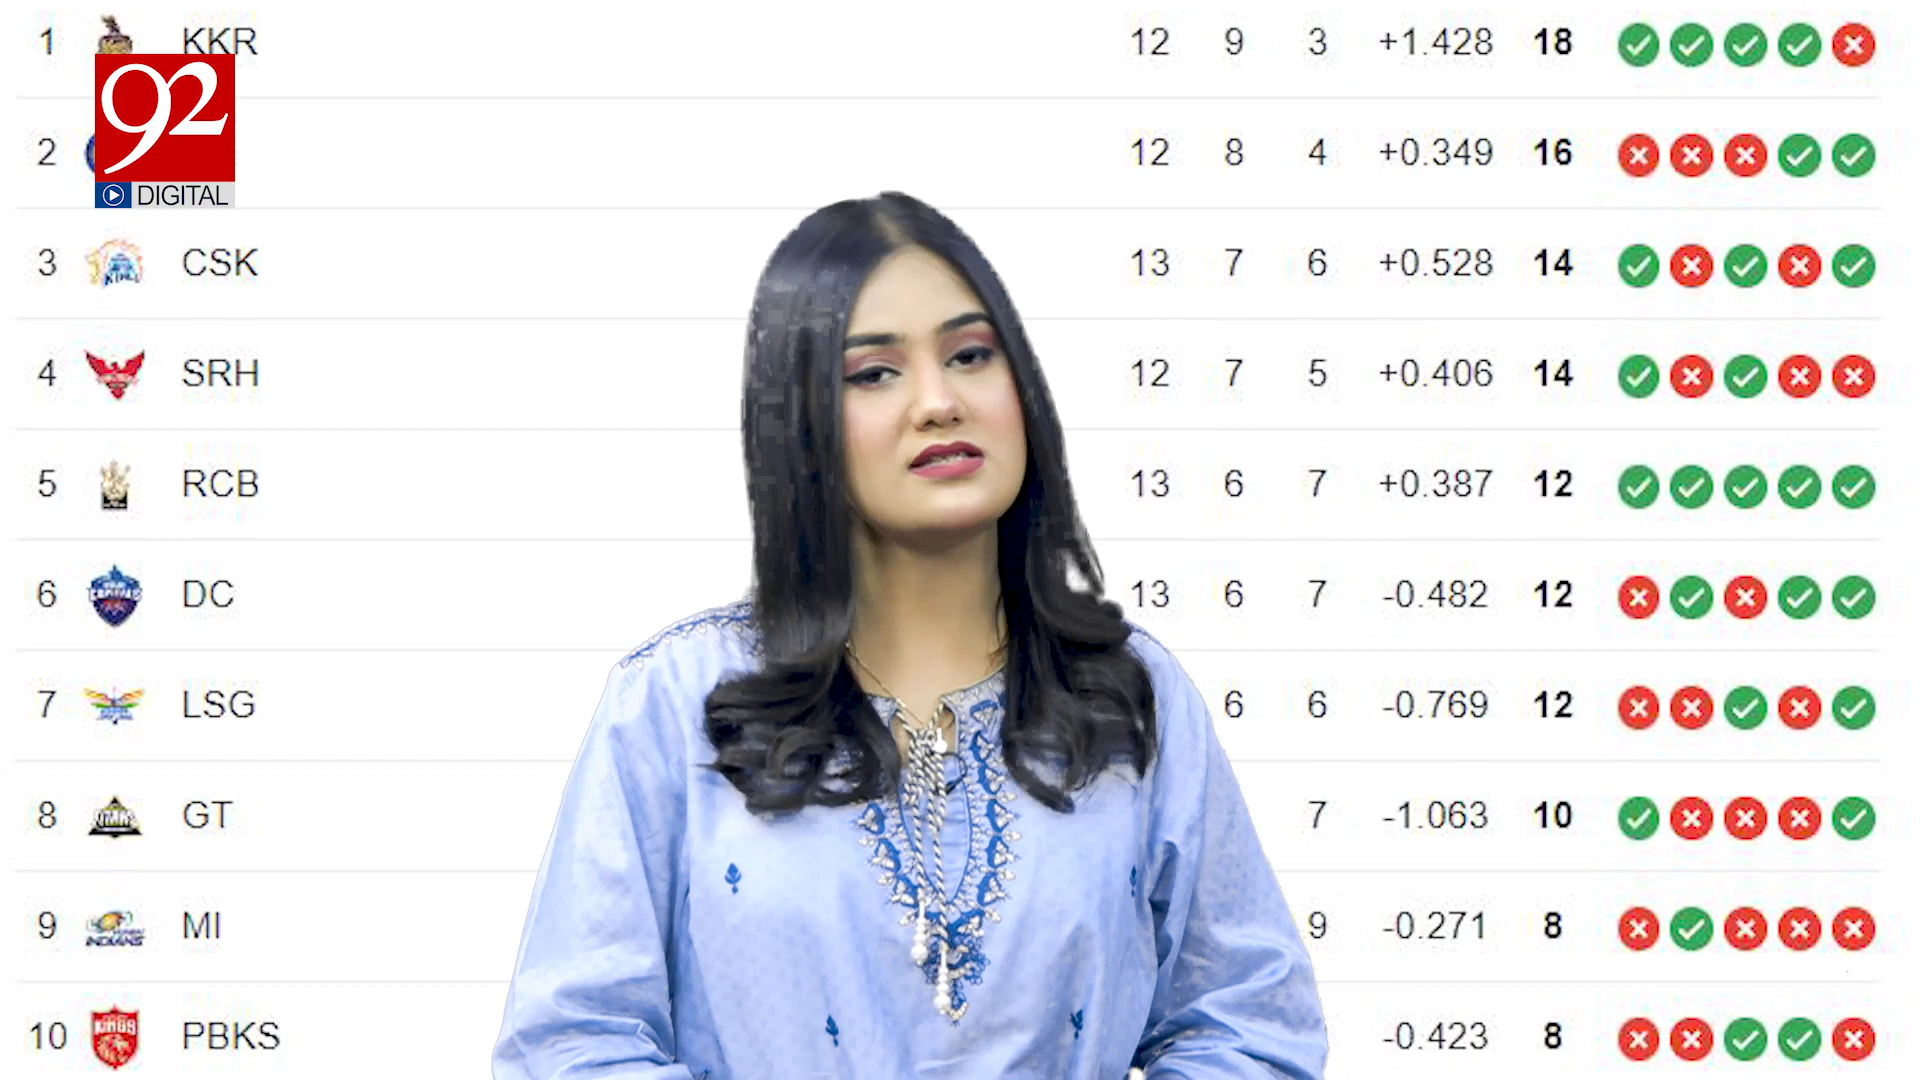 1 KKR 12 9 3 +1.428 18
92
DIGITAL
2 12 8 4 +0.349 16
3 CSK 13 7 6 +0.528 14
4 SRH 12 7 5 +0.406 14
5 RCB 13 6 7 +0.387 12
6 DC 13 6 7 -0.482 12
7 LSG 6 6 -0.769 12
8 GT 7 -1.063 10
9 INDIANS MI 9 -0.271 8
10 KINGS PBKS -0.423 8